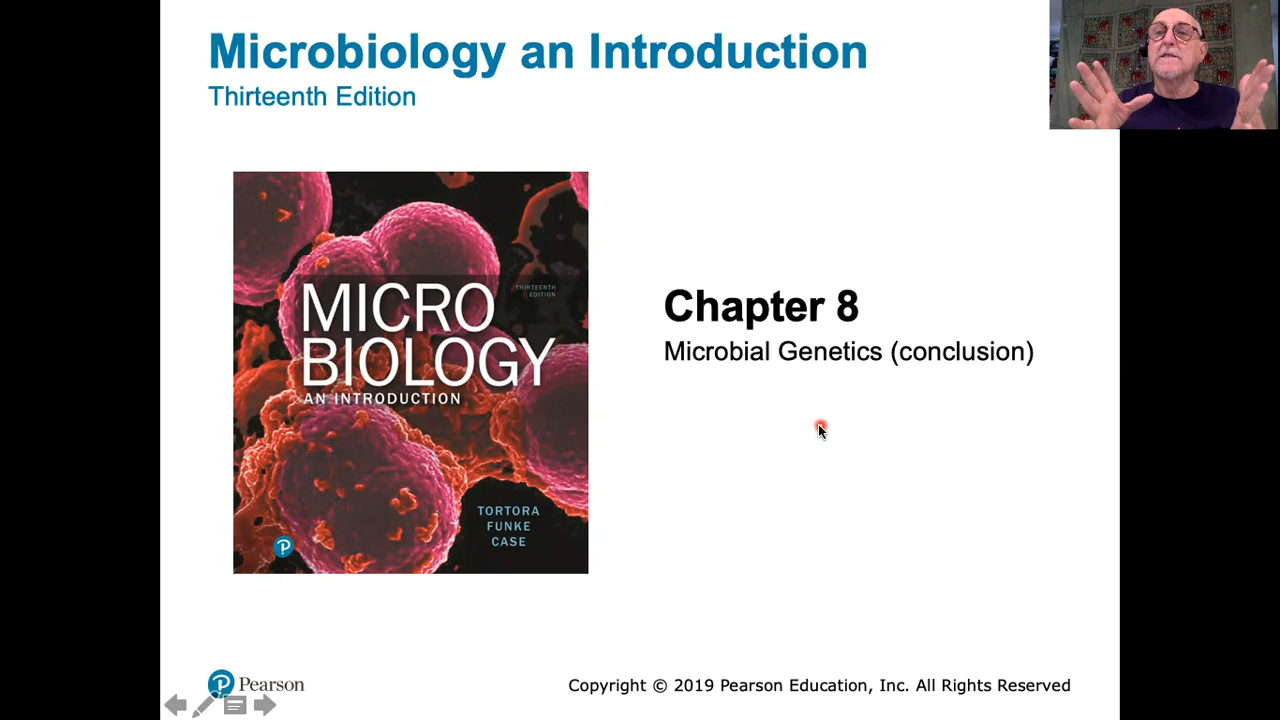 Microbiology an Introduction
Thirteenth Edition
THIRTEENTH
EDITION
MICRO
BIOLOGY
AN INTRODUCTION
TORTORA
FUNKE
CASE
P
Chapter 8
Microbial Genetics (conclusion)
P Pearson
Copyright © 2019 Pearson Education, Inc. All Rights Reserved